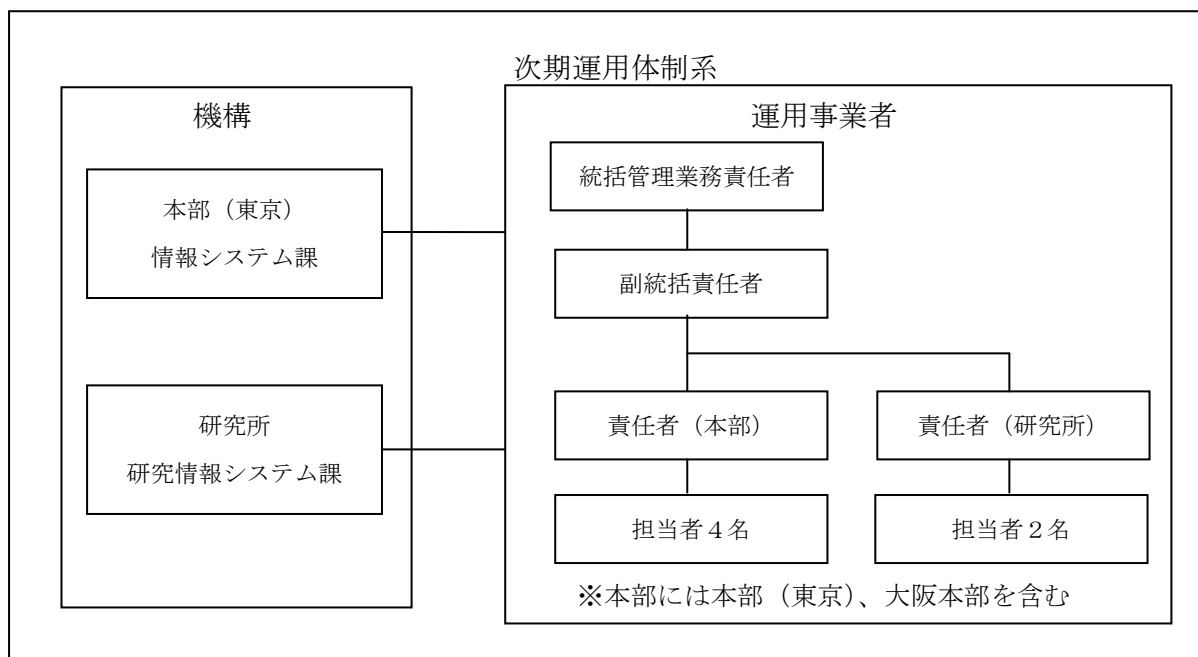 次期運用体制系
機構
本部（東京）
情報システム課
研究所
研究情報システム課
運用事業者
統括管理業務責任者
副統括責任者
責任者（本部）
責任者（研究所）
担当者４名
担当者２名
※本部には本部（東京）、大阪本部を含む